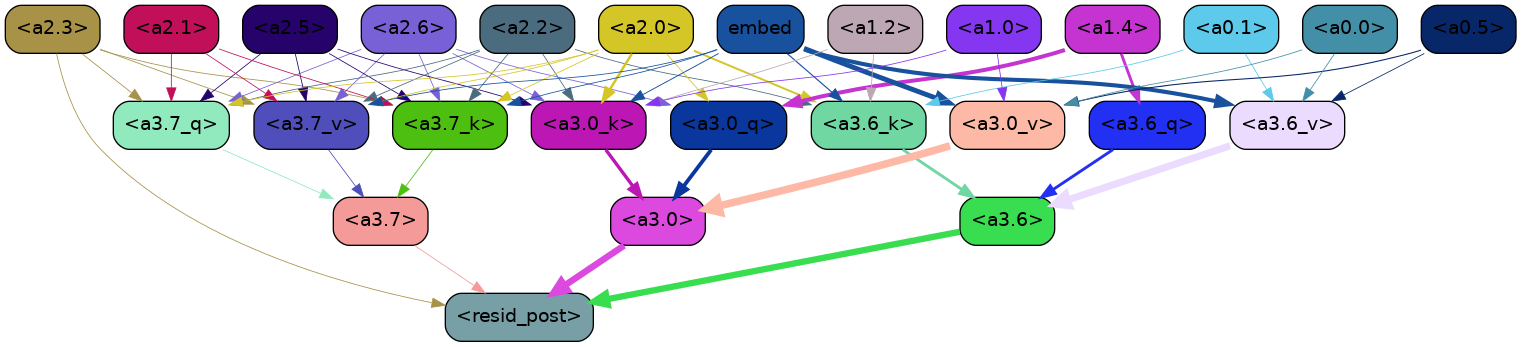 <a2.3> <a2.1> <a2.5> <a2.6> <a2.2> <a2.0> embed <a1.2> <a1.0> <a1.4> <a0.1> <a0.0> <a0.5>
<a3.7_q> <a3.7_v> <a3.7_k> <a3.0_k> <a3.0_q> <a3.6_k> <a3.0_v> <a3.6_q> <a3.6_v>
<a3.7> <a3.0> <a3.6>
<resid_post>